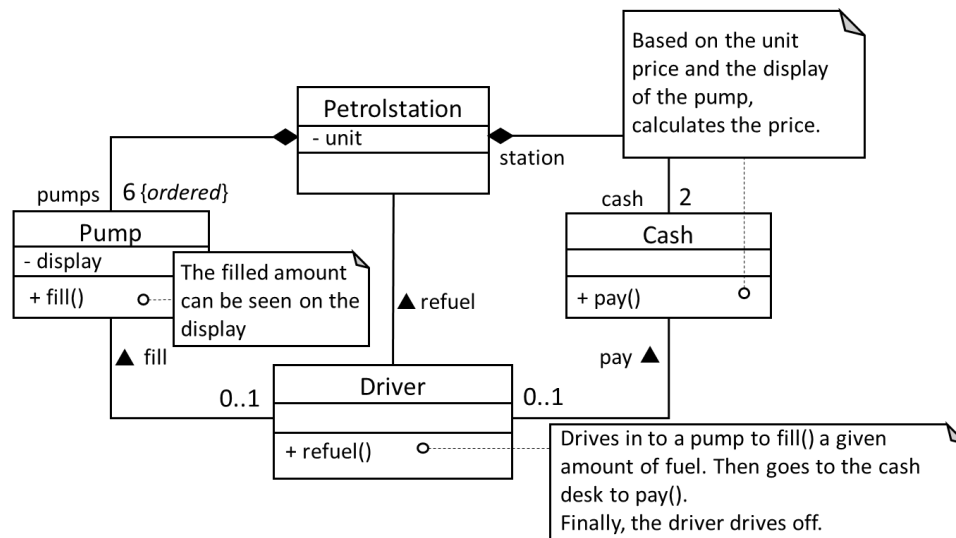 Based on the unit
price and the display
of the pump,
calculates the price.
Petrolstation
- unit
station
pumps
6 {ordered}
cash
2
Pump
- display
+ fill()
The filled amount
can be seen on the
display
Cash
+ pay()
refuel
fill
pay
0..1
Driver
0..1
+ refuel()
Drives in to a pump to fill() a given
amount of fuel. Then goes to the cash
desk to pay().
Finally, the driver drives off.